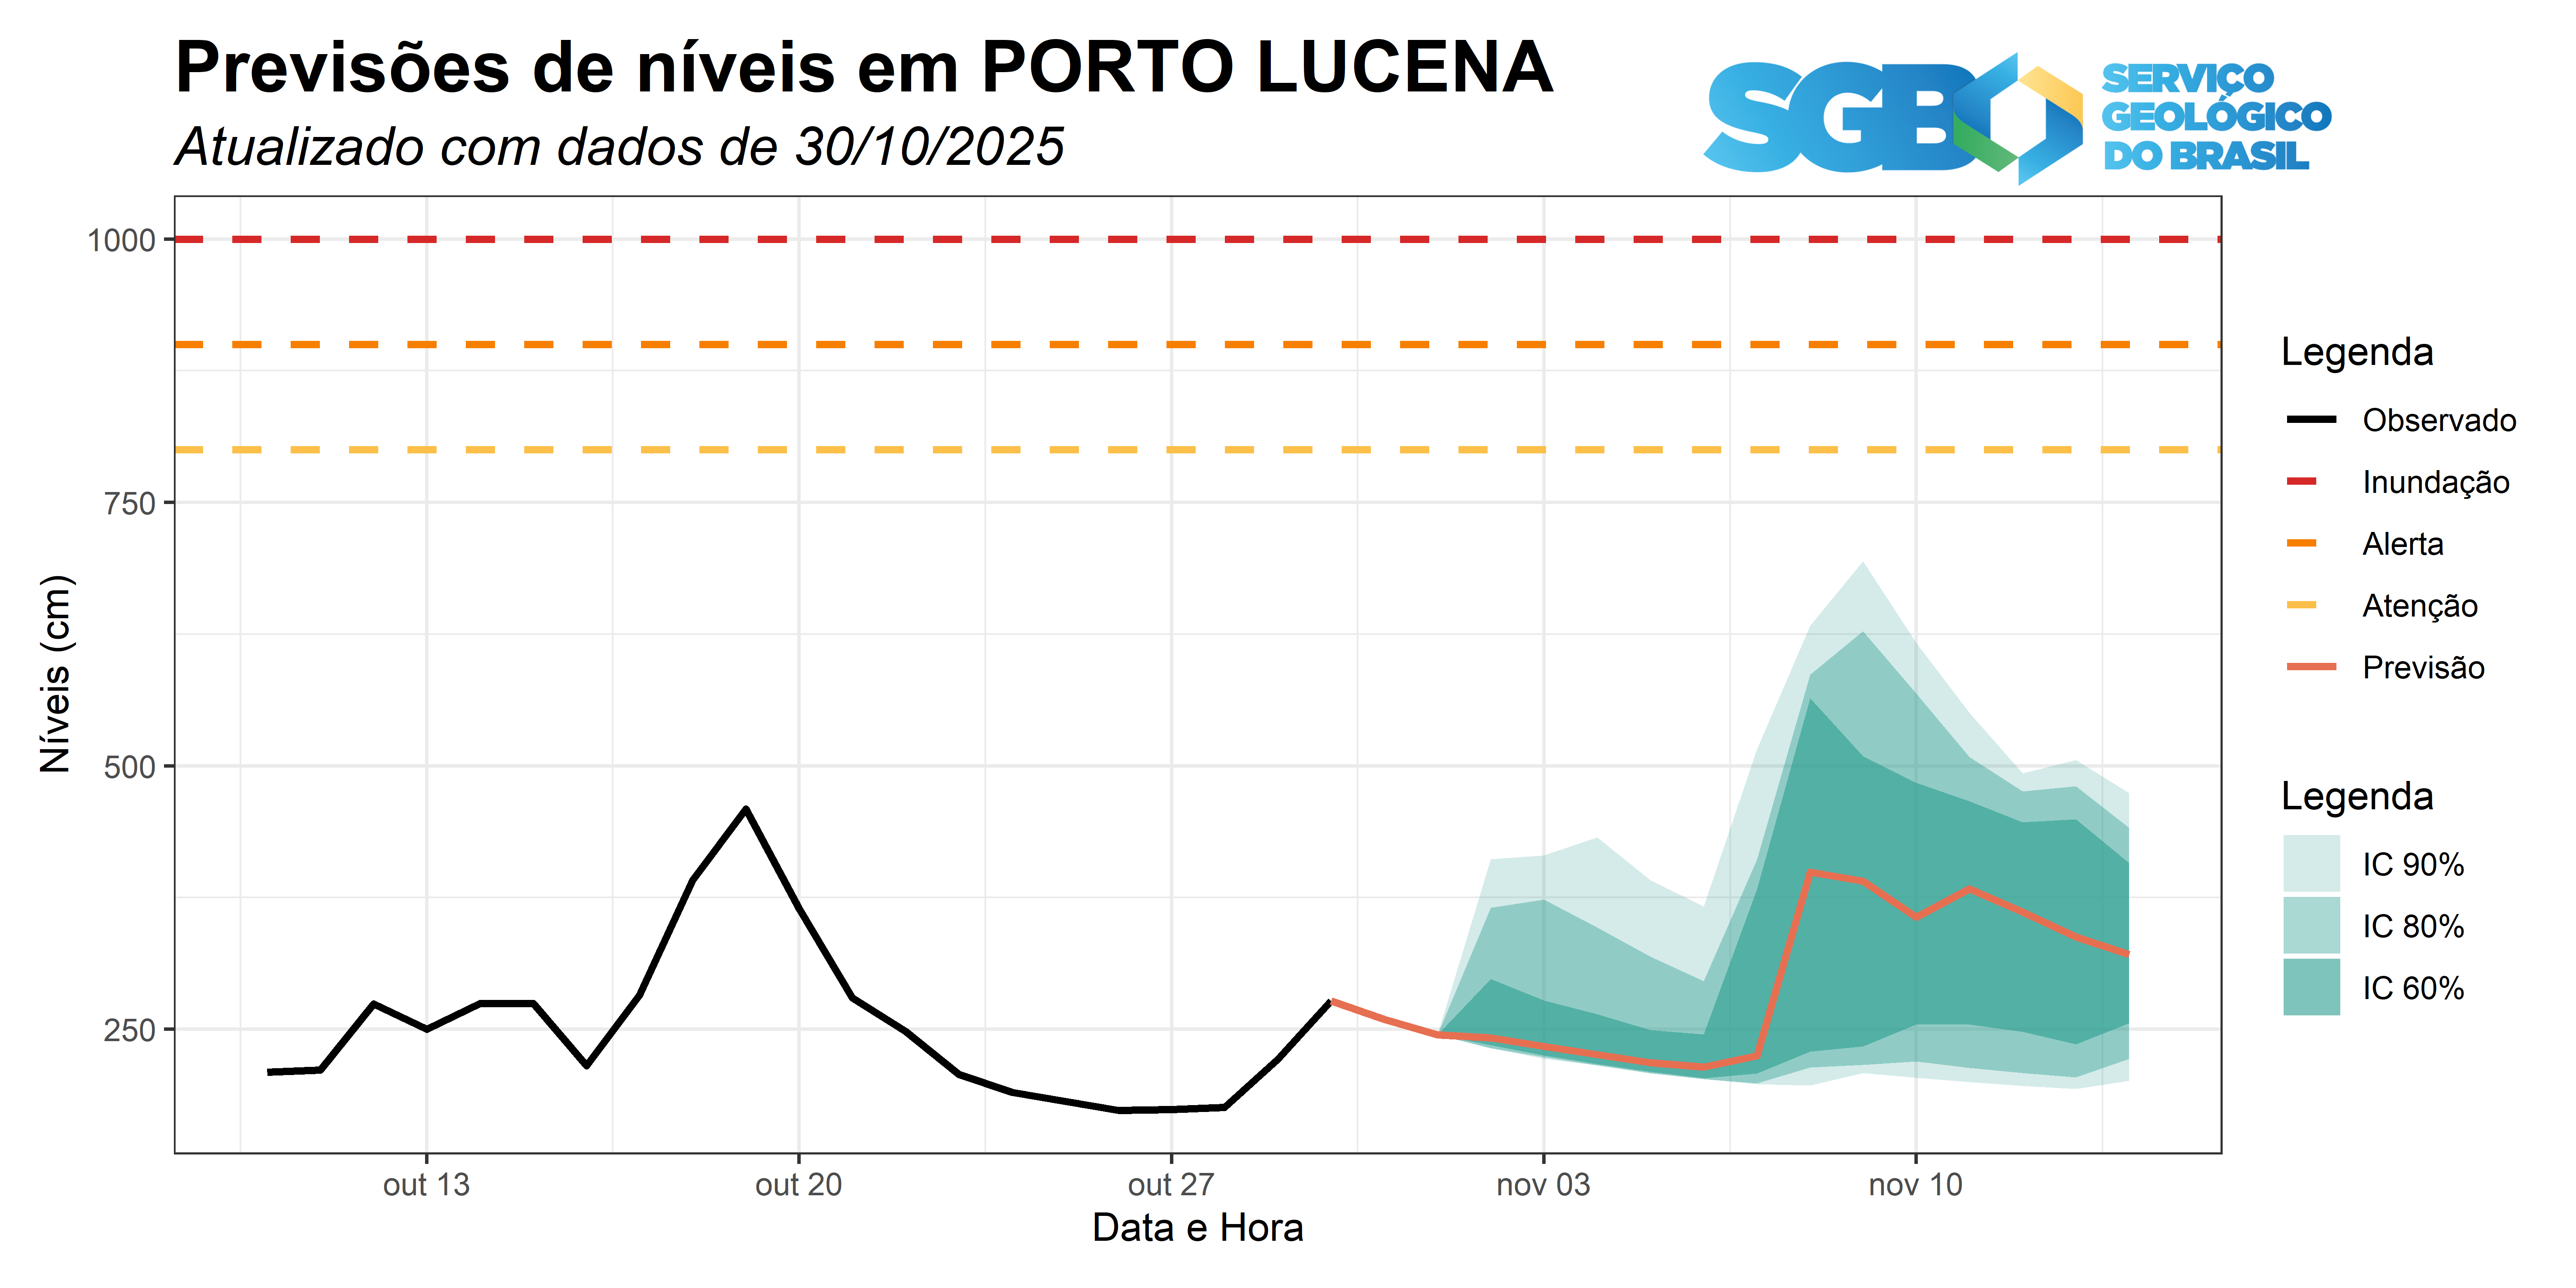 Previsões de níveis em PORTO LUCENA
Atualizado com dados de 30/10/2025
SGB
SERVIÇO
GEOLÓGICO
DO BRASIL
1000
750
500
250
Níveis (cm)
out 13
out 20
out 27
nov 03
nov 10
Data e Hora
Legenda
Observado
Inundação
Alerta
Atenção
Previsão
Legenda
IC 90%
IC 80%
IC 60%